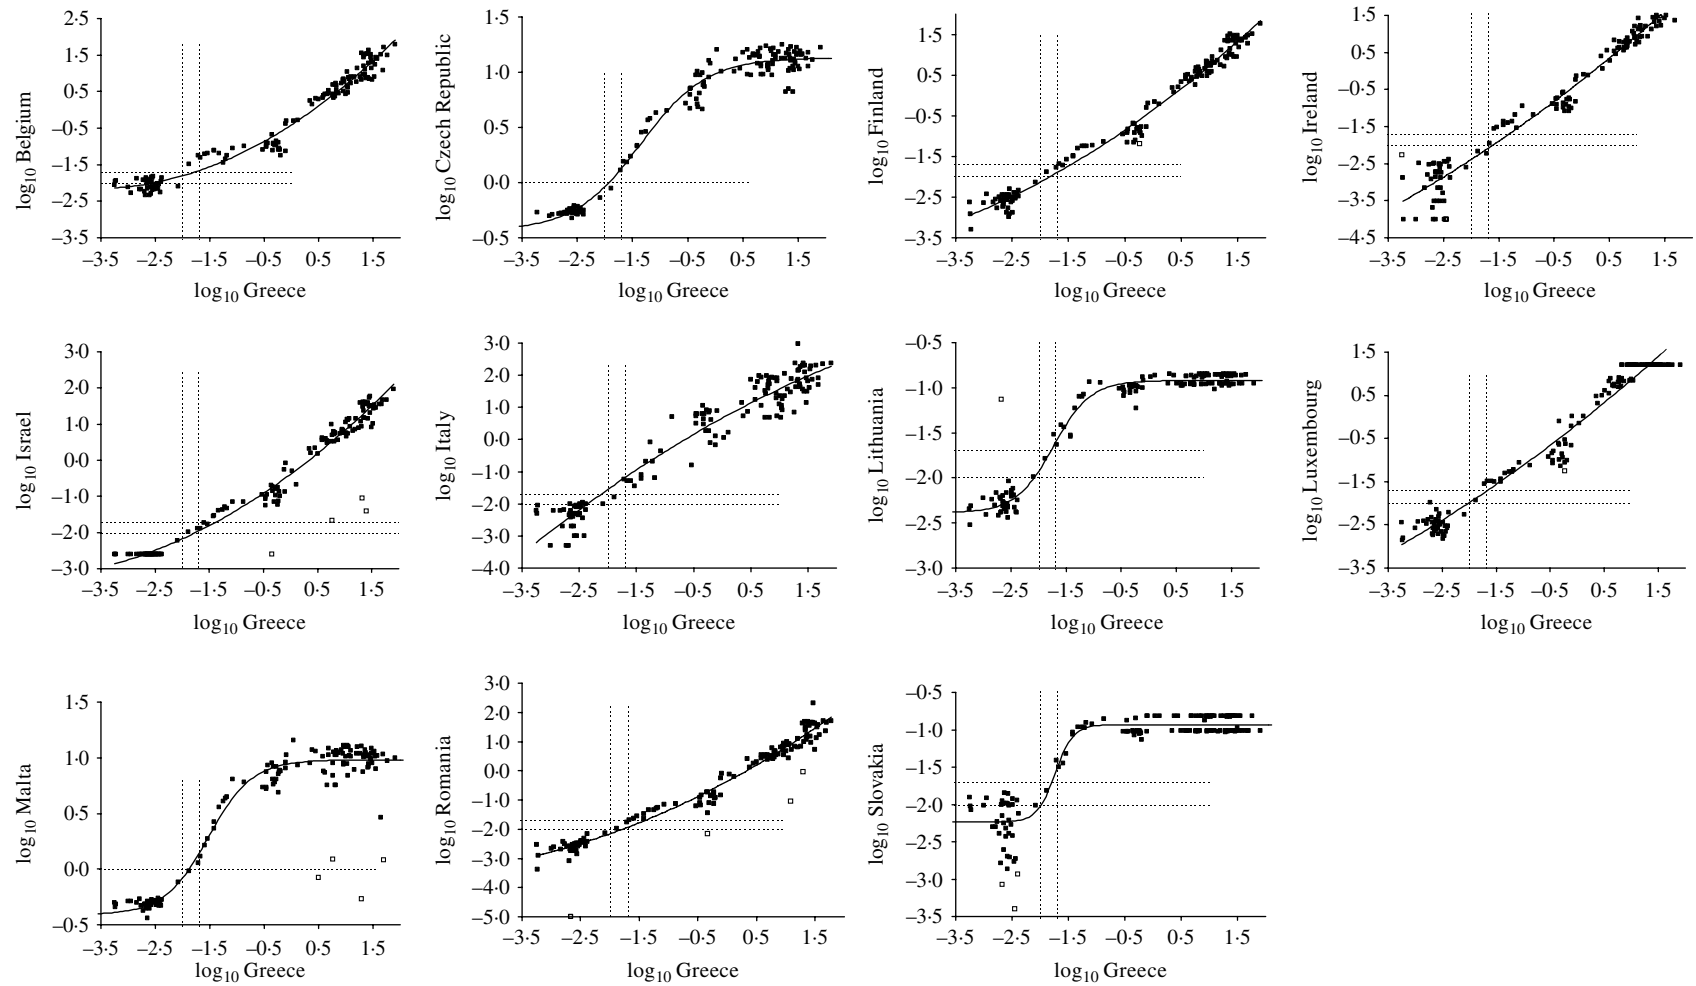 2·5
1·5
0·5
–0·5
–1·5
–2·5
–3·5
log10 Belgium
–3·5 –2·5 –1·5 –0·5 0·5 1·5
log10 Greece
1·5
1·0
0·5
0·0
–0·5
log10 Czech Republic
–3·5 –2·5 –1·5 –0·5 0·5 1·5
log10 Greece
1·5
0·5
–0·5
–1·5
–2·5
–3·5
log10 Finland
–3·5 –2·5 –1·5 –0·5 0·5 1·5
log10 Greece
1·5
0·5
–0·5
–1·5
–2·5
–3·5
–4·5
log10 Ireland
–3·5 –2·5 –1·5 –0·5 0·5 1·5
log10 Greece
3·0
2·0
1·0
0·0
–1·0
–2·0
–3·0
log10 Israel
–3·5 –2·5 –1·5 –0·5 0·5 1·5
log10 Greece
3·0
2·0
1·0
0·0
–1·0
–2·0
–3·0
–4·0
log10 Italy
–3·5 –2·5 –1·5 –0·5 0·5 1·5
log10 Greece
–0·5
–1·0
–1·5
–2·0
–2·5
–3·0
log10 Lithuania
–3·5 –2·5 –1·5 –0·5 0·5 1·5
log10 Greece
1·5
0·5
–0·5
–1·5
–2·5
–3·5
log10 Luxembourg
–3·5 –2·5 –1·5 –0·5 0·5 1·5
log10 Greece
1·5
1·0
0·5
0·0
–0·5
log10 Malta
–3·5 –2·5 –1·5 –0·5 0·5 1·5
log10 Greece
3·0
2·0
1·0
0·0
–1·0
–2·0
–3·0
–4·0
–5·0
log10 Romania
–3·5 –2·5 –1·5 –0·5 0·5 1·5
log10 Greece
–0·5
–1·0
–1·5
–2·0
–2·5
–3·0
–3·5
log10 Slovakia
–3·5 –2·5 –1·5 –0·5 0·5 1·5
log10 Greece